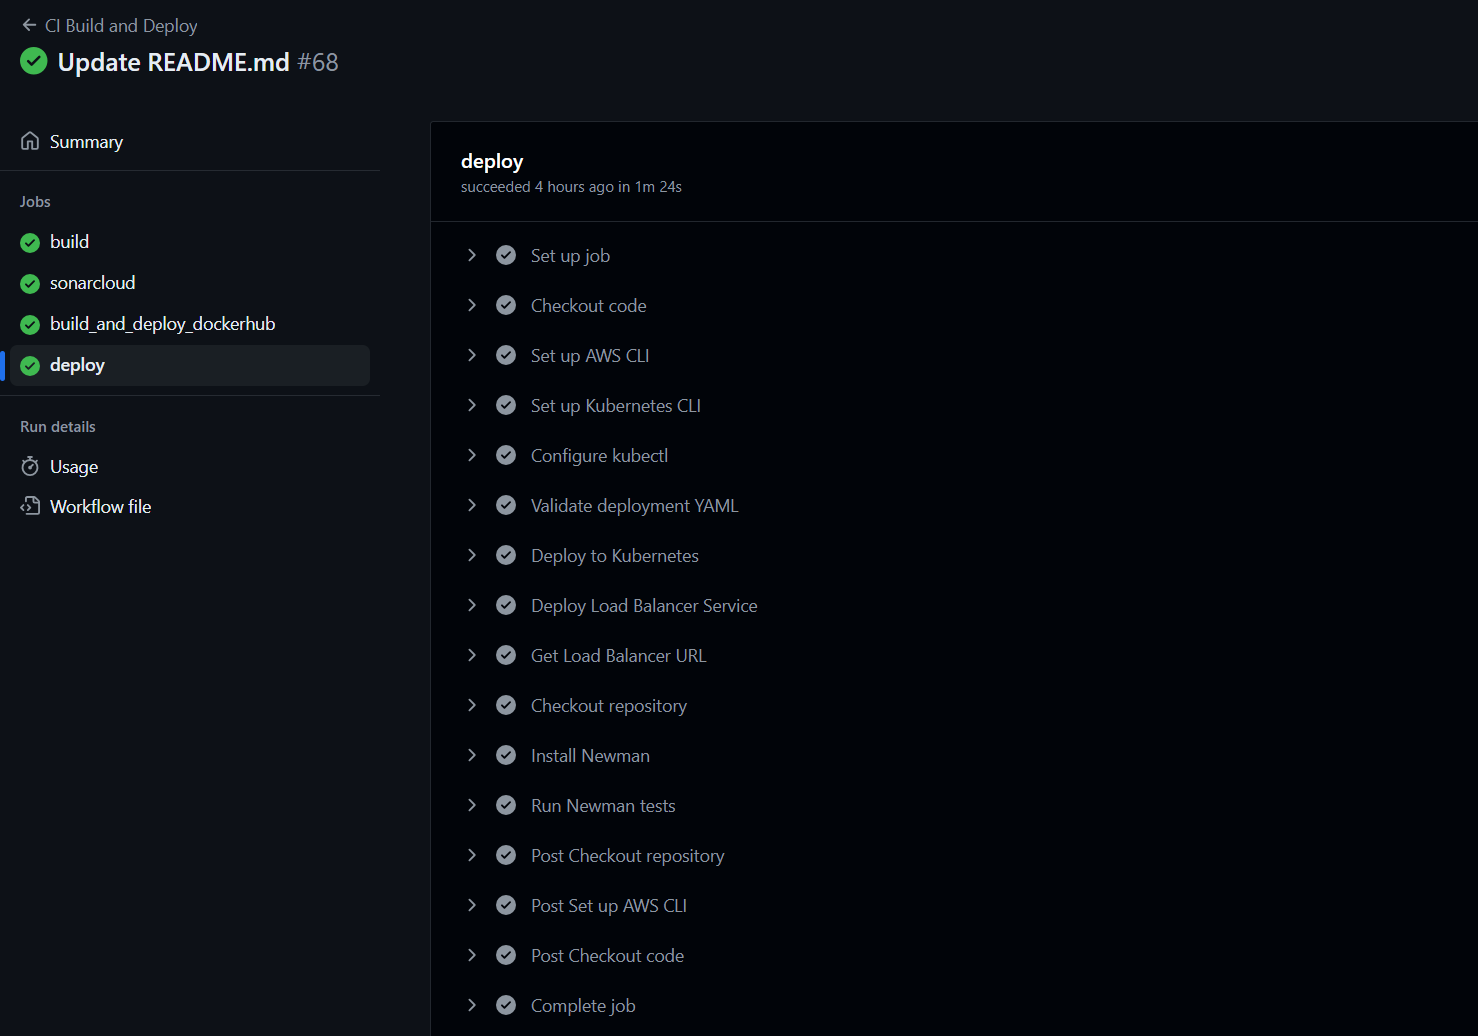 CI Build and Deploy
Update README.md #68
Summary
Jobs
build
sonarcloud
build_and_deploy_dockerhub
deploy
Run details
Usage
Workflow file
deploy
succeeded 4 hours ago in 1m 24s
Set up job
Checkout code
Set up AWS CLI
Set up Kubernetes CLI
Configure kubectl
Validate deployment YAML
Deploy to Kubernetes
Deploy Load Balancer Service
Get Load Balancer URL
Checkout repository
Install Newman
Run Newman tests
Post Checkout repository
Post Set up AWS CLI
Post Checkout code
Complete job